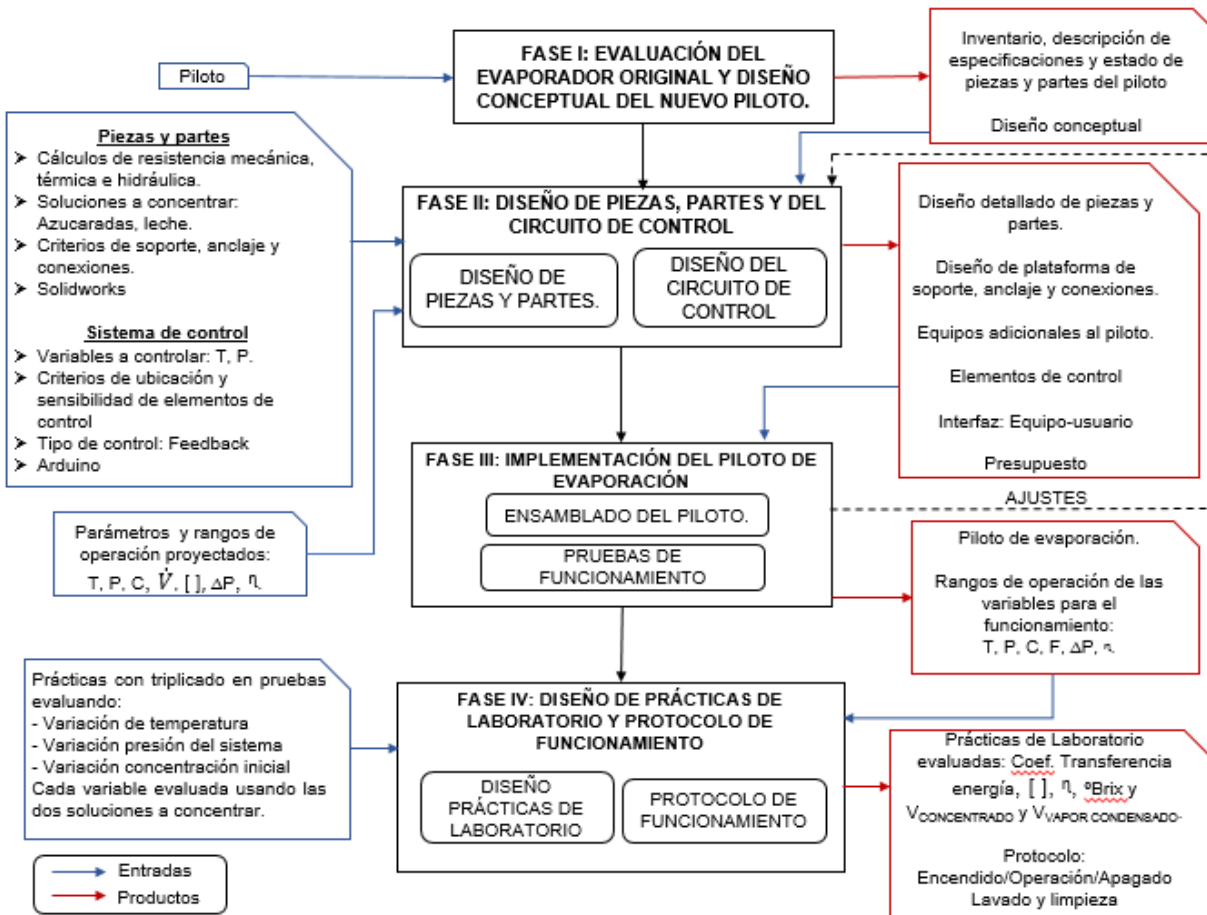 FASE I: EVALUACIÓN DEL
EVAPORADOR ORIGINAL Y DISEÑO
CONCEPTUAL DEL NUEVO PILOTO.
Piloto
Inventario, descripción de
especificaciones y estado de
piezas y partes del piloto
Diseño conceptual
Piezas y partes
➤ Cálculos de resistencia mecánica,
térmica e hidráulica.
➤ Soluciones a concentrar:
Azucaradas, leche.
➤ Criterios de soporte, anclaje y
conexiones.
➤ Solidworks
Sistema de control
➤ Variables a controlar: T, P.
➤ Criterios de ubicación y
sensibilidad de elementos de
control
➤ Tipo de control: Feedback
➤ Arduino
FASE II: DISEÑO DE PIEZAS, PARTES Y DEL
CIRCUITO DE CONTROL
DISEÑO DE
PIEZAS Y PARTES.
DISEÑO DEL
CIRCUITO DE
CONTROL
Diseño detallado de piezas y
partes.
Diseño de plataforma de
soporte, anclaje y conexiones.
Equipos adicionales al piloto.
Elementos de control
Interfaz: Equipo-usuario
Presupuesto
Parámetros y rangos de
operación proyectados:
T, P, C, V̇, [ ], ΔP, η.
FASE III: IMPLEMENTACIÓN DEL PILOTO DE
EVAPORACIÓN
ENSAMBLADO DEL PILOTO.
PRUEBAS DE
FUNCIONAMIENTO
AJUSTES
Piloto de evaporación.
Rangos de operación de las
variables para el
funcionamiento:
T, P, C, F, ΔP, η.
Prácticas con triplicado en pruebas
evaluando:
- Variación de temperatura
- Variación presión del sistema
- Variación concentración inicial
Cada variable evaluada usando las
dos soluciones a concentrar.
FASE IV: DISEÑO DE PRÁCTICAS DE
LABORATORIO Y PROTOCOLO DE
FUNCIONAMIENTO
DISEÑO
PRÁCTICAS DE
LABORATORIO
PROTOCOLO DE
FUNCIONAMIENTO
Prácticas de Laboratorio
evaluadas: Coef. Transferencia
energía, [ ], η, ºBrix y
VCONCENTRADO y VVAPOR CONDENSADO.
Protocolo:
Encendido/Operación/Apagado
Lavado y limpieza
Entradas
Productos